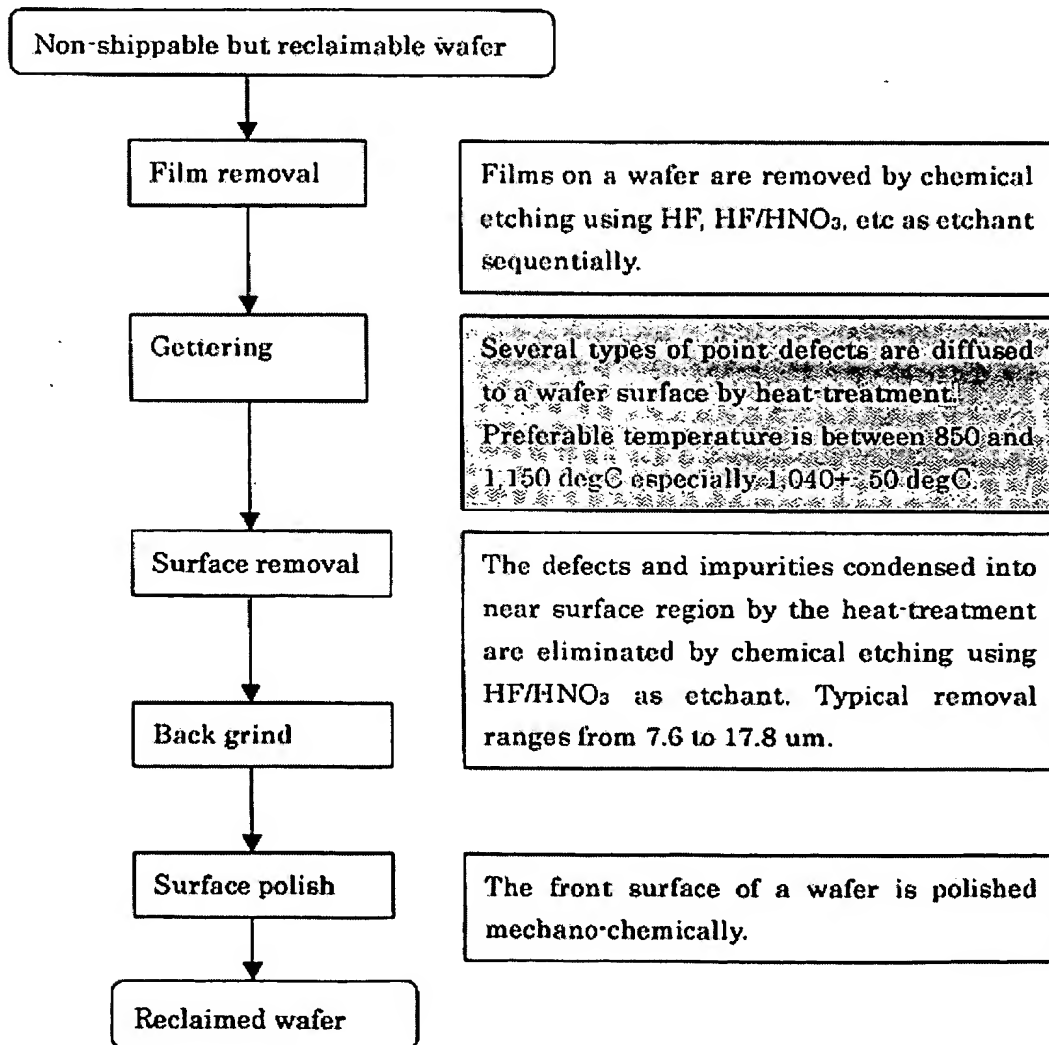 Non-shippable but reclaimable wafer
Film removal
Films on a wafer are removed by chemical
etching using HF, HF/HNO₃, etc as etchant
sequentially.
Gettering
Several types of point defects are diffused
to a wafer surface by heat-treatment.
Preferable temperature is between 850 and
1,150 degC especially 1,040+- 50 degC.
Surface removal
The defects and impurities condensed into
near surface region by the heat-treatment
are eliminated by chemical etching using
HF/HNO₃ as etchant. Typical removal
ranges from 7.6 to 17.8 um.
Back grind
Surface polish
The front surface of a wafer is polished
mechano-chemically.
Reclaimed wafer